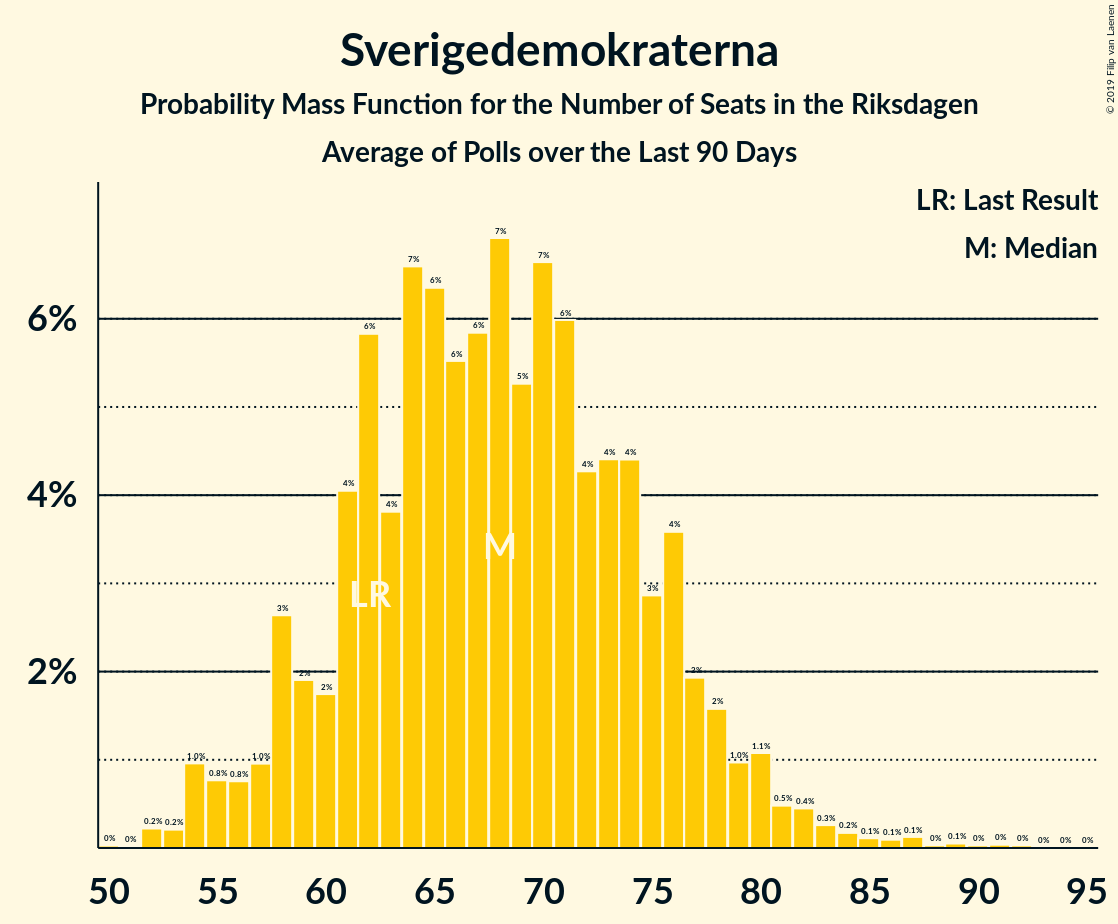 Sverigedemokraterna
Probability Mass Function for the Number of Seats in the Riksdagen
Average of Polls over the Last 90 Days
© 2019 Filip van Laenen
LR: Last Result
M: Median
6%
4%
2%
0% 0% 0.2% 0.2% 1.0% 0.8% 0.8% 1.0% 3% 2% 2% 4% 6% 4% 7% 6% 6% 6% 7% 5% 7% 6% 4% 4% 4% 3% 4% 2% 2% 1.0% 1.1% 0.5% 0.4% 0.3% 0.2% 0.1% 0.1% 0.1% 0% 0.1% 0% 0% 0% 0% 0% 0%
LR
M
50 55 60 65 70 75 80 85 90 95